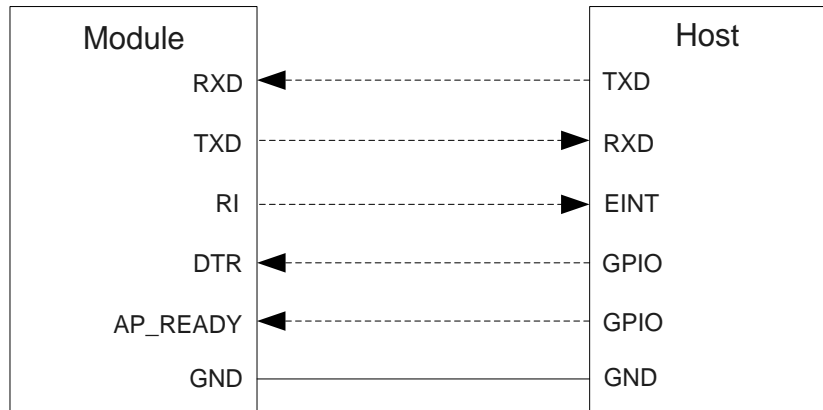 Module Host
RXD TXD
TXD RXD
RI EINT
DTR GPIO
AP_READY GPIO
GND GND